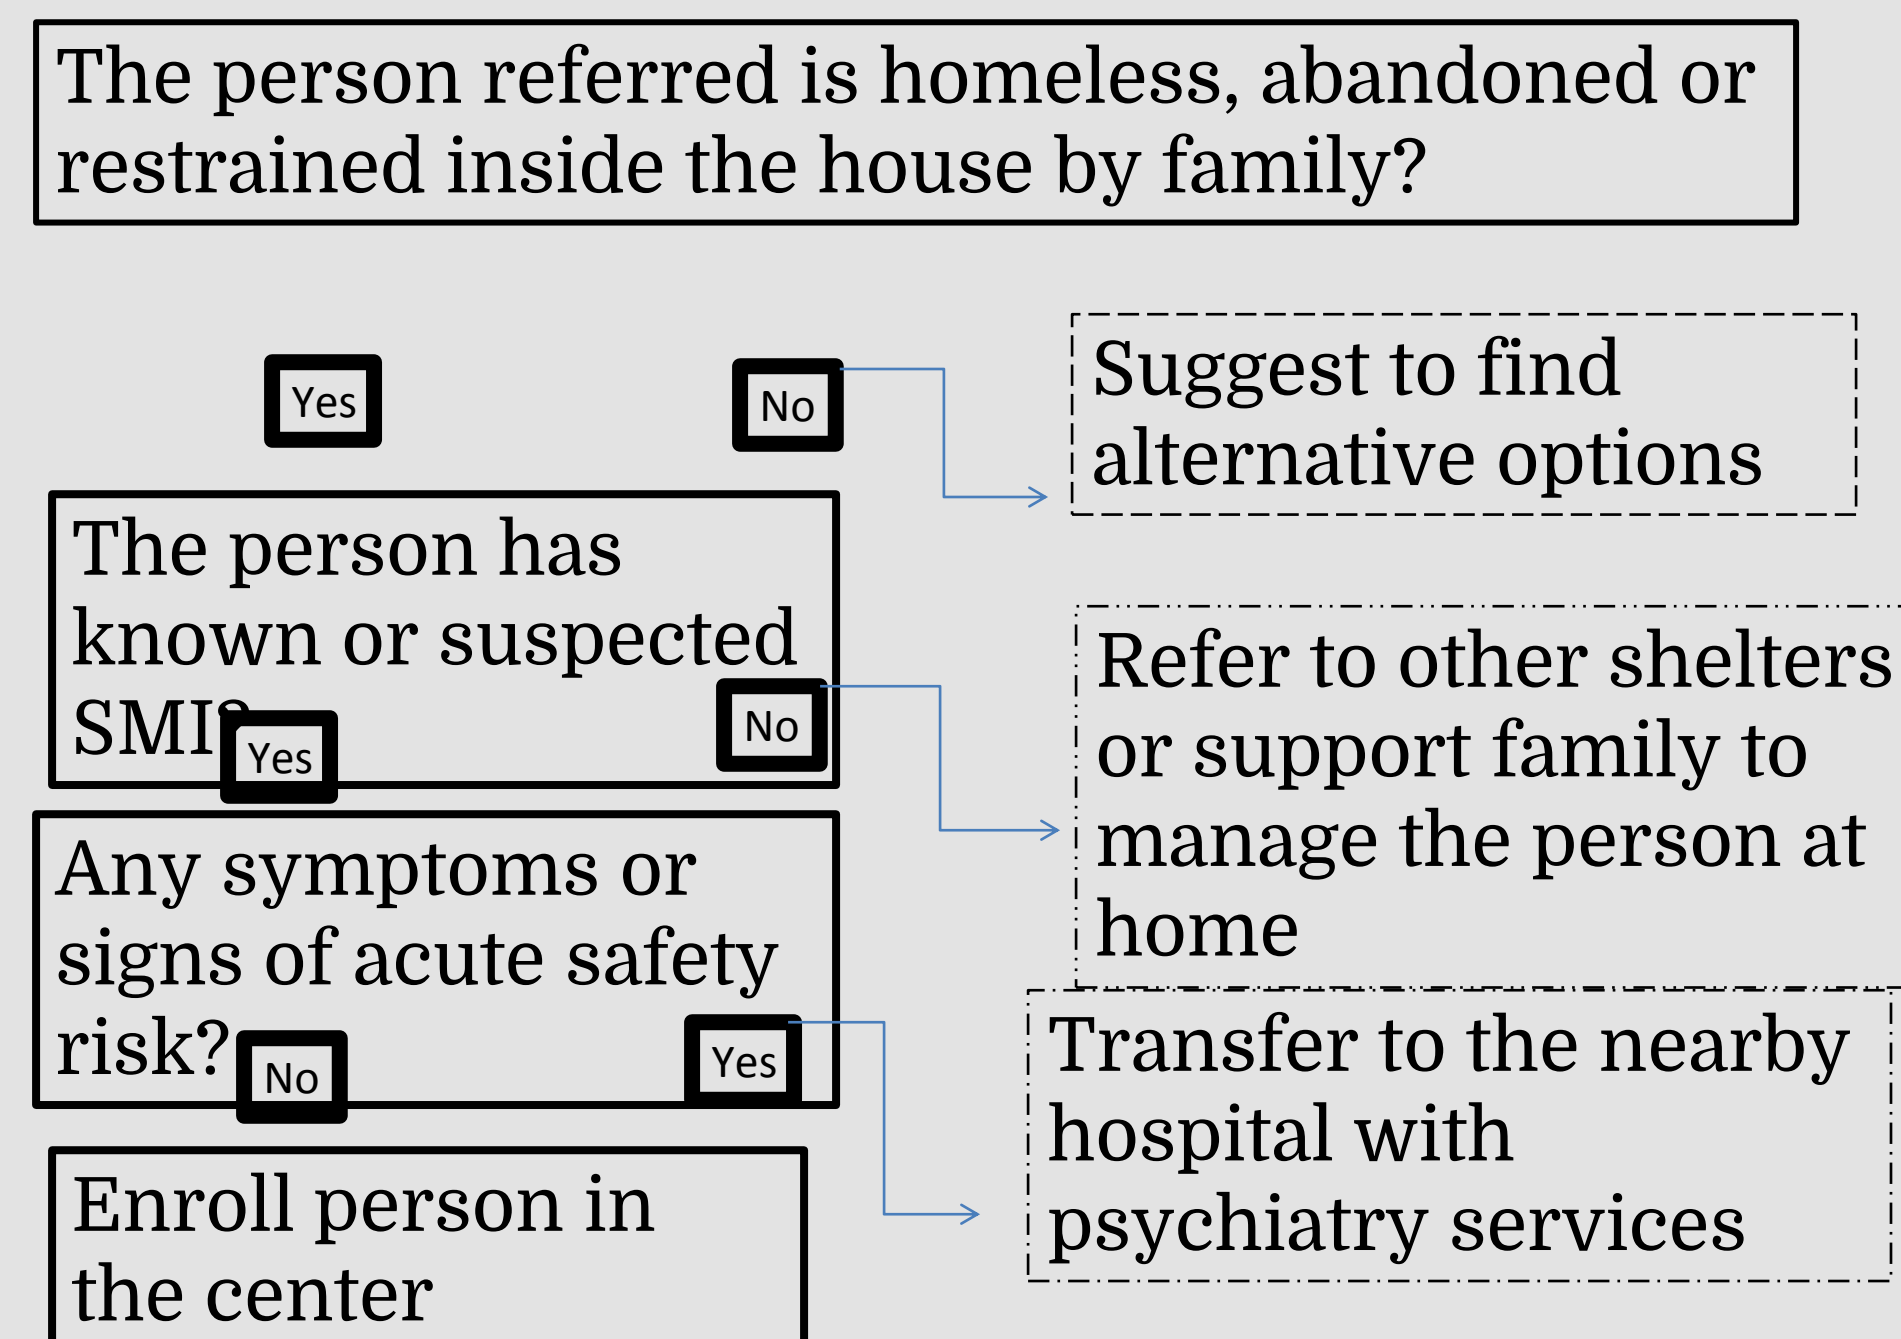 The person referred is homeless, abandoned or
restrained inside the house by family?
Yes
No
Suggest to find
alternative options
The person has
known or suspected
SMI?
Yes
No
Refer to other shelters
or support family to
manage the person at
home
Any symptoms or
signs of acute safety
risk?
No
Yes
Transfer to the nearby
hospital with
psychiatry services
Enroll person in
the center